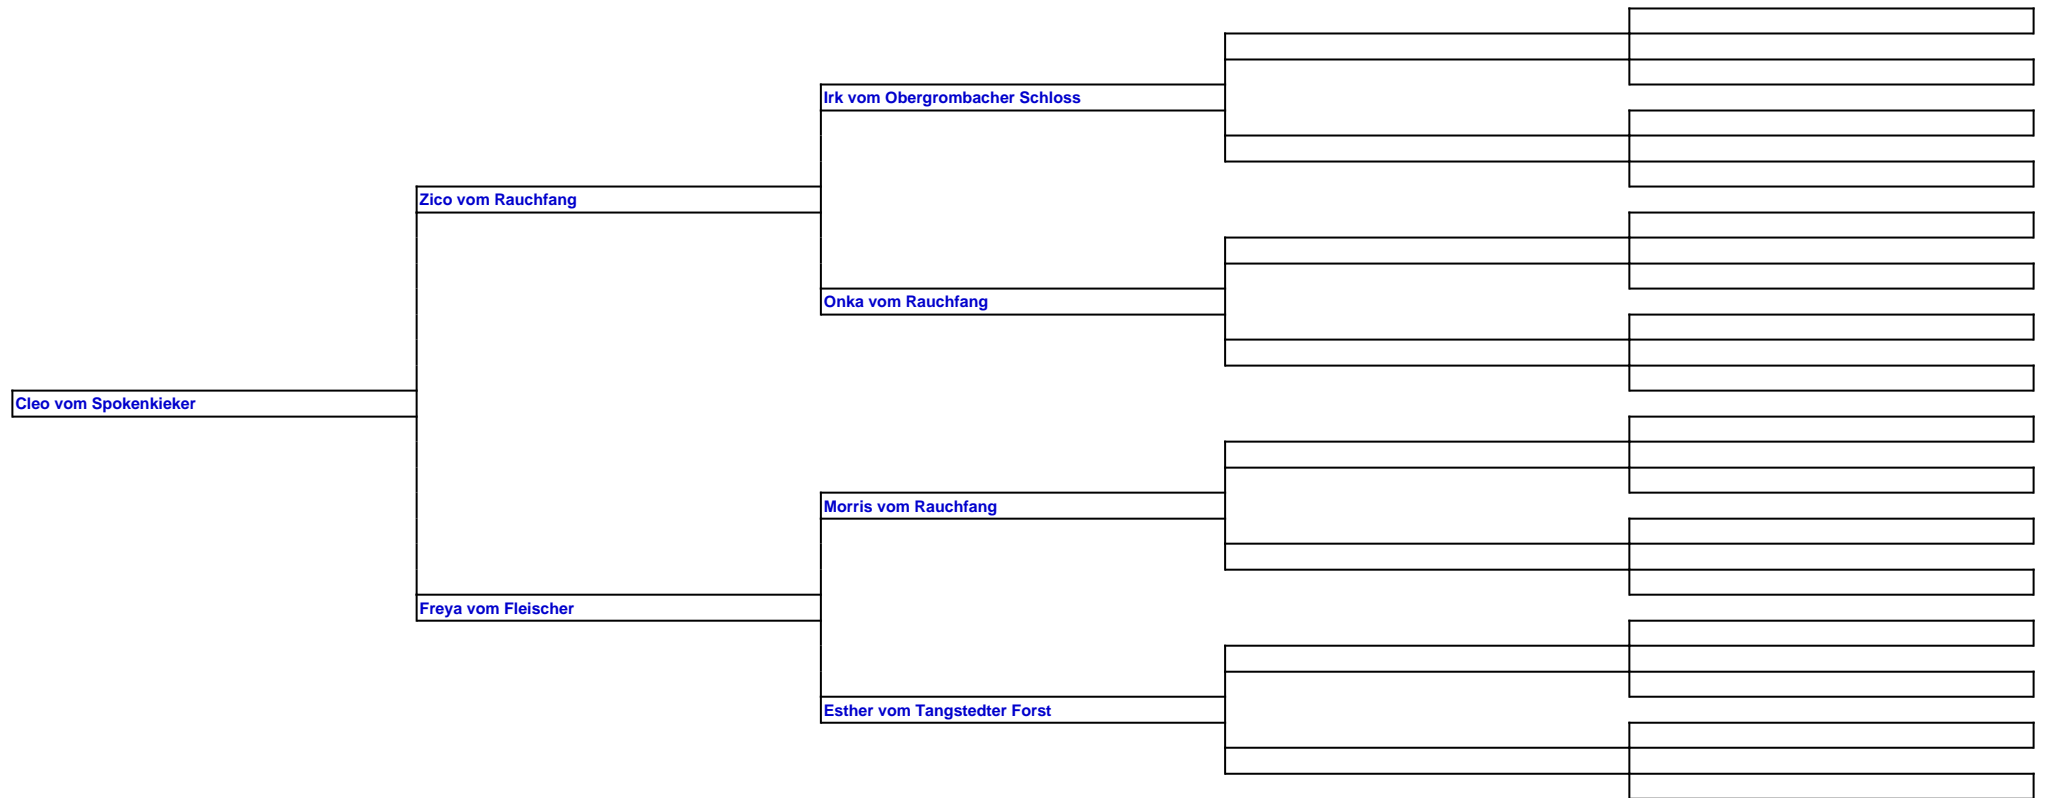 Irk vom Obergrombacher Schloss
Zico vom Rauchfang
Onka vom Rauchfang
Cleo vom Spokenkieker
Morris vom Rauchfang
Freya vom Fleischer
Esther vom Tangstedter Forst